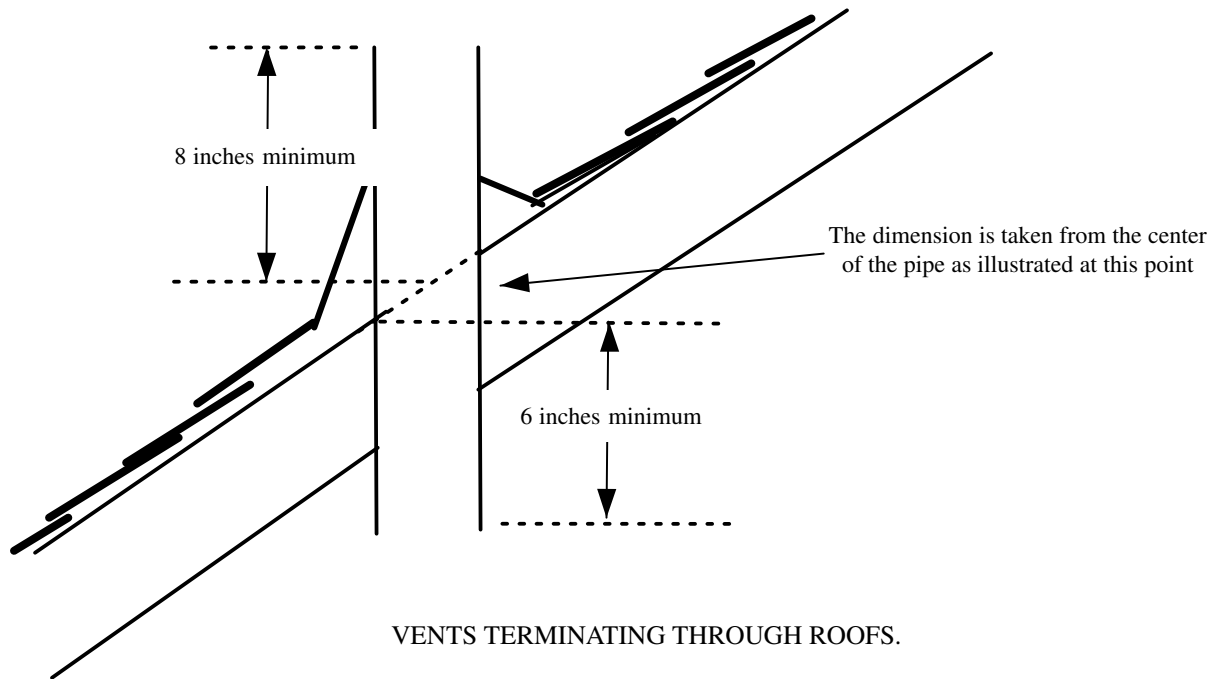 8 inches minimum
The dimension is taken from the center
of the pipe as illustrated at this point
6 inches minimum
VENTS TERMINATING THROUGH ROOFS.